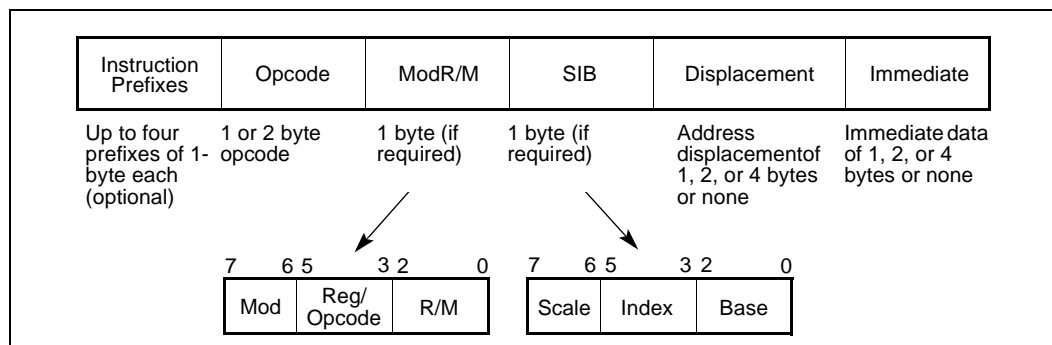 Instruction Prefixes
Opcode
ModR/M
SIB
Displacement
Immediate
Up to four
prefixes of 1-
byte each
(optional)
1 or 2 byte
opcode
1 byte (if
required)
1 byte (if
required)
Address
displacementof
1, 2, or 4 bytes
or none
Immediate data
of 1, 2, or 4
bytes or none
7 6 5 3 2 0
Mod
Reg/
Opcode
R/M
7 6 5 3 2 0
Scale
Index
Base